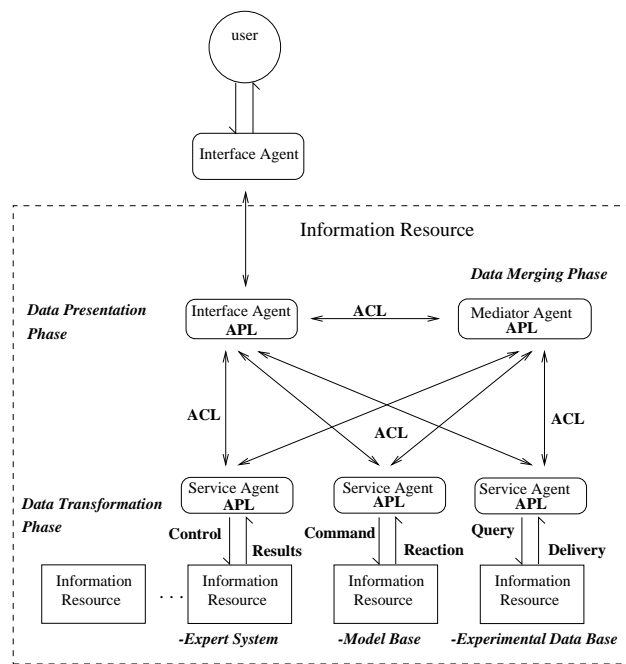 user
Interface Agent
Information Resource
Data Merging Phase
Data Presentation
Phase
Interface Agent
APL
ACL
Mediator Agent
APL
ACL
ACL
ACL
Data Transformation
Phase
Service Agent
APL
Service Agent
APL
Service Agent
APL
Control
Results
Command
Reaction
Query
Delivery
Information
Resource
. . .
Information
Resource
Information
Resource
Information
Resource
-Expert System
-Model Base
-Experimental Data Base